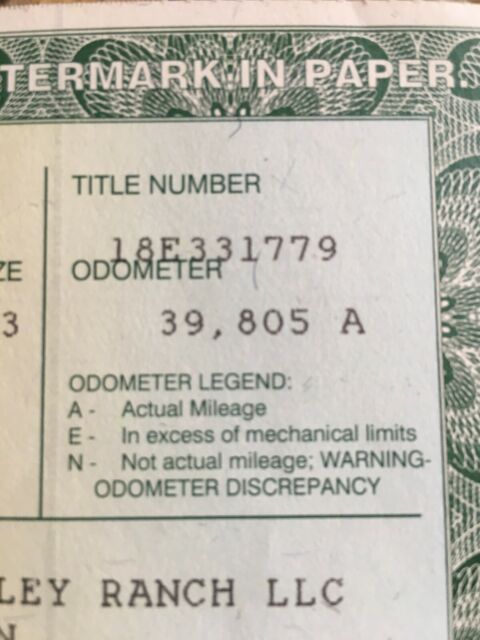 TERMARK IN PAPER.
TITLE NUMBER
18E331779
ZE
ODOMETER
3
39,805 A
ODOMETER LEGEND:
A - Actual Mileage
E - In excess of mechanical limits
N - Not actual mileage; WARNING-
ODOMETER DISCREPANCY
LEY RANCH LLC
N